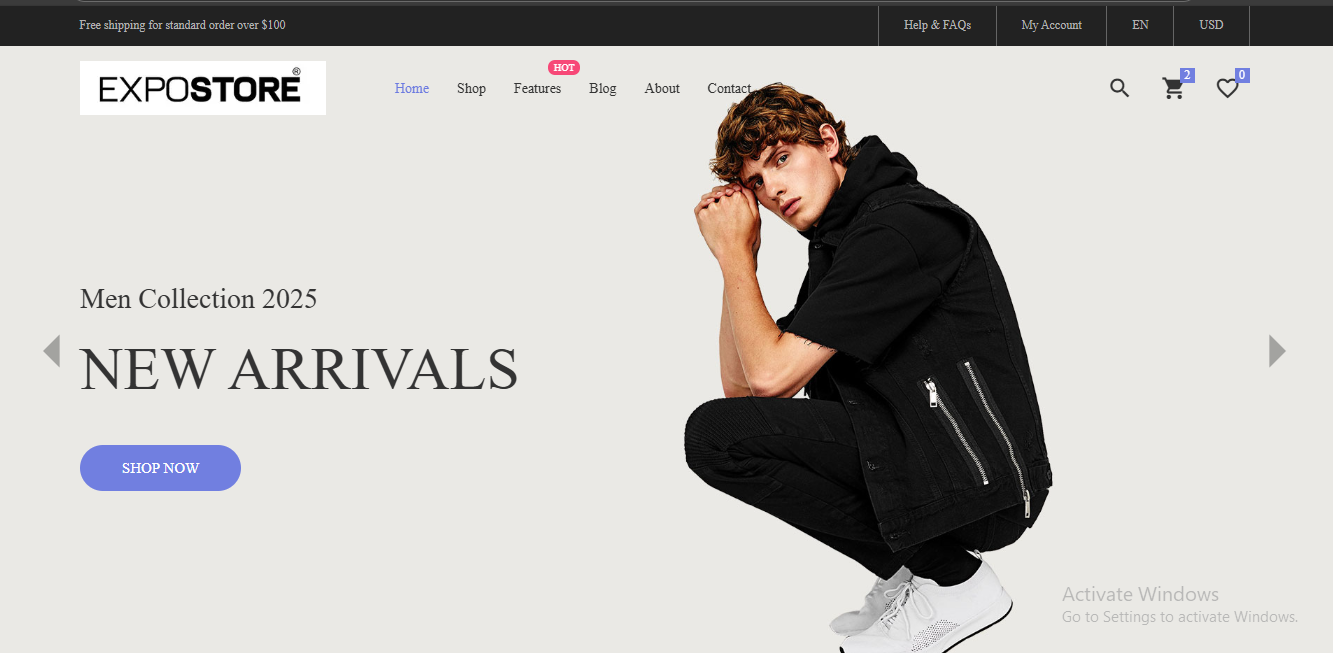 Free shipping for standard order over $100
Help & FAQs
My Account
EN
USD
EXPOSTORE®
Home
Shop
Features
HOT
Blog
About
Contact
2
0
Men Collection 2025
NEW ARRIVALS
SHOP NOW
Activate Windows
Go to Settings to activate Windows.